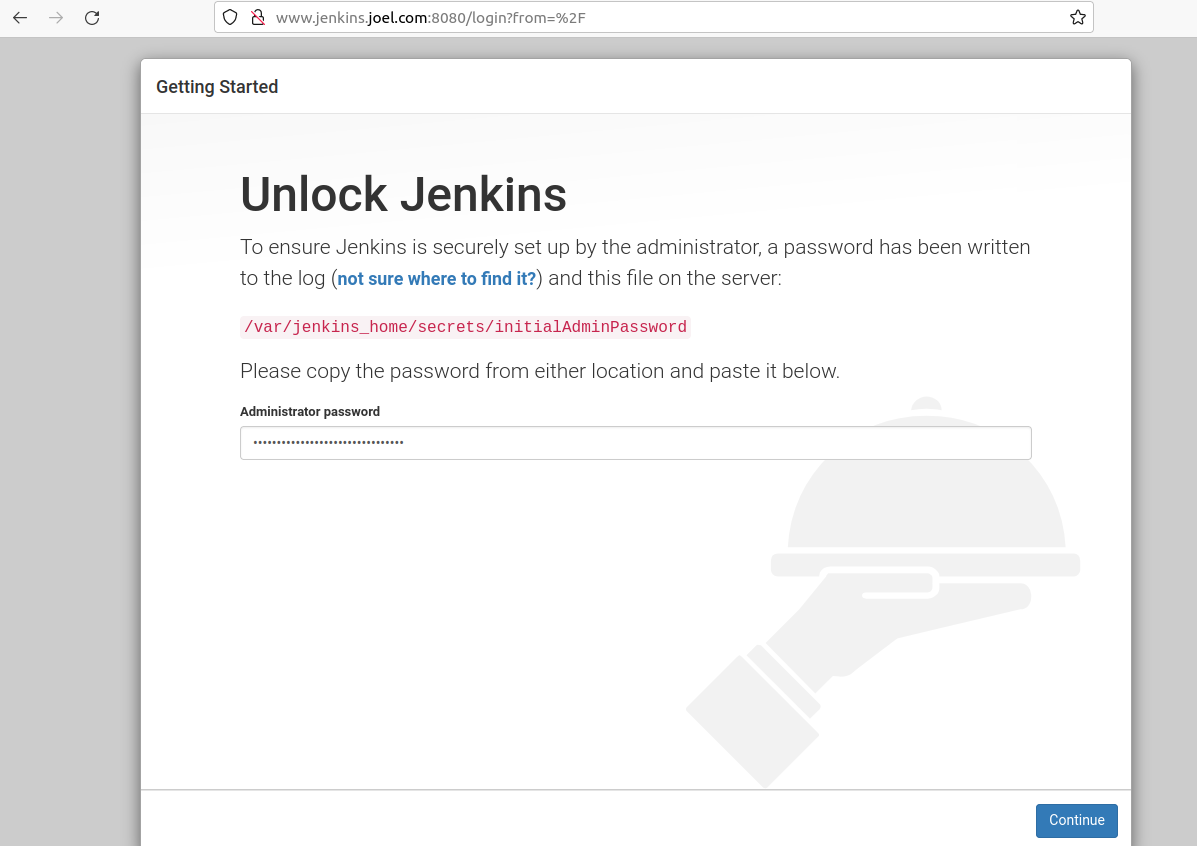 www.jenkins.joel.com:8080/login?from=%2F
Getting Started
Unlock Jenkins
To ensure Jenkins is securely set up by the administrator, a password has been written
to the log (not sure where to find it?) and this file on the server:
/var/jenkins_home/secrets/initialAdminPassword
Please copy the password from either location and paste it below.
Administrator password
••••••••••••••••••••••••••••••••
Continue